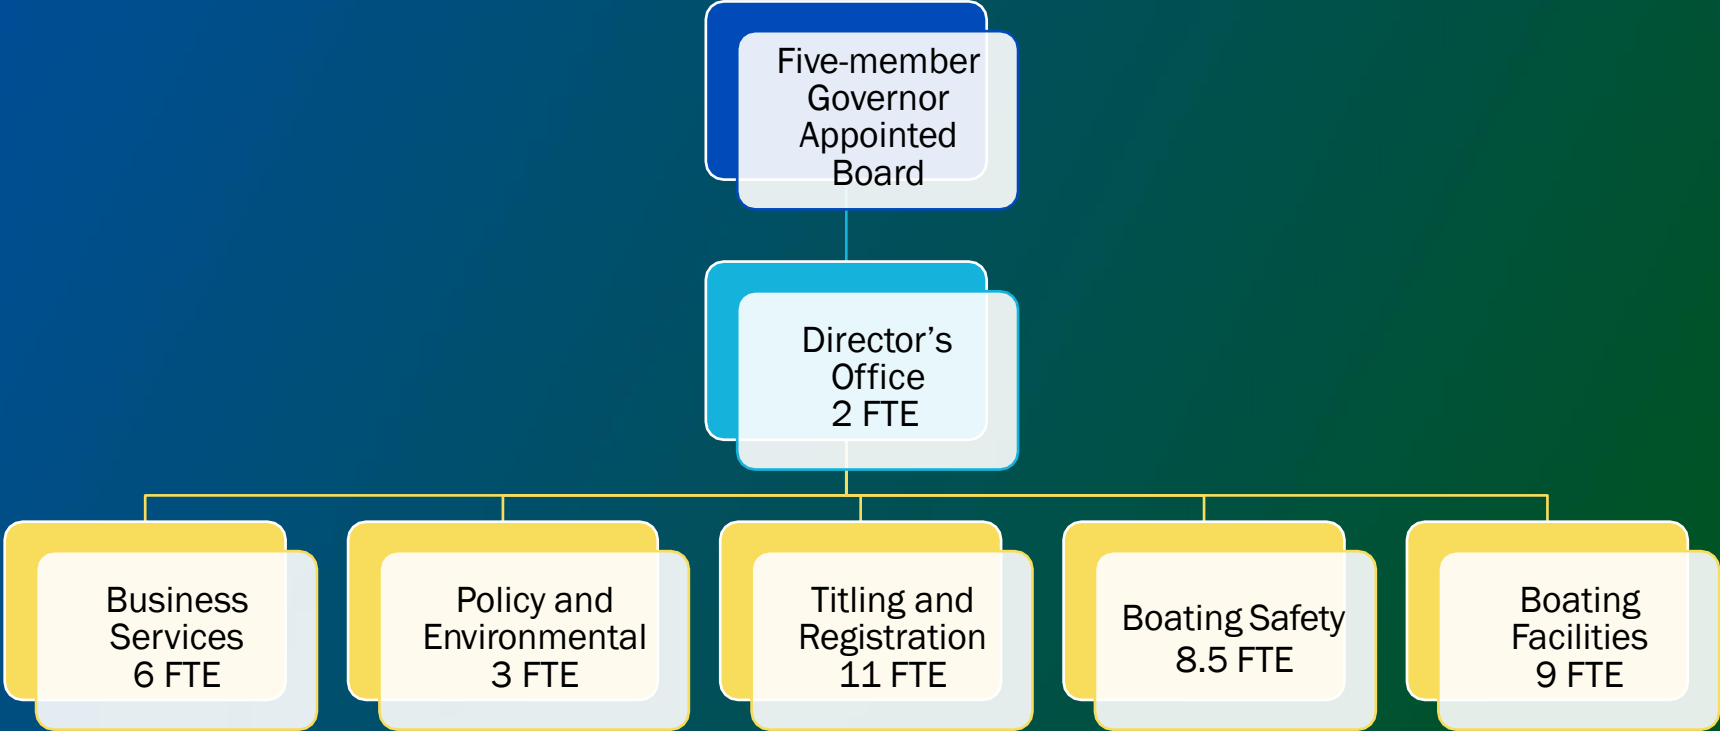 Five-member
Governor
Appointed
Board
Director’s
Office
2 FTE
Business
Services
6 FTE
Policy and
Environmental
3 FTE
Titling and
Registration
11 FTE
Boating Safety
8.5 FTE
Boating
Facilities
9 FTE